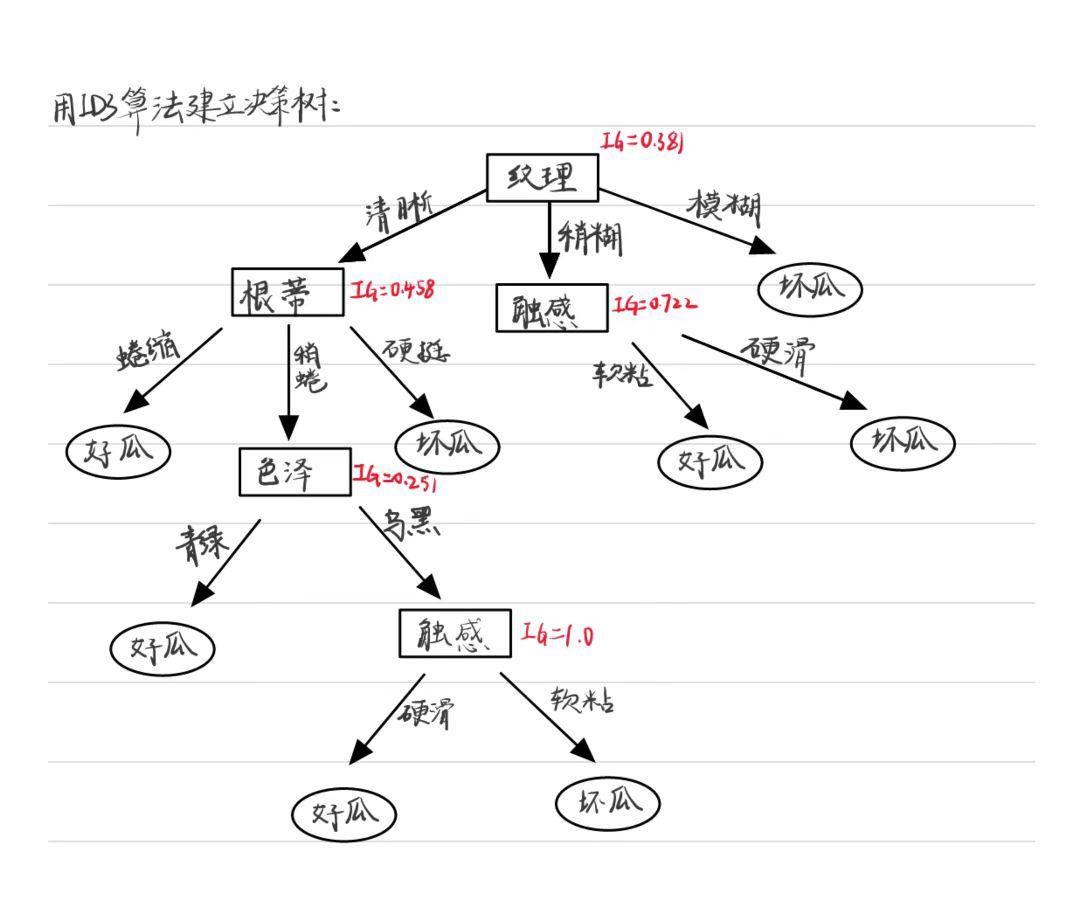 用ID3算法建立决策树:
IG=0.381
纹理
清晰
稍糊
模糊
根蒂
IG=0.458
触感
IG=0.722
坏瓜
蜷缩
稍蜷
硬挺
软粘
硬滑
好瓜
坏瓜
好瓜
坏瓜
色泽
IG=0.251
青绿
乌黑
好瓜
触感
IG=1.0
硬滑
软粘
好瓜
坏瓜